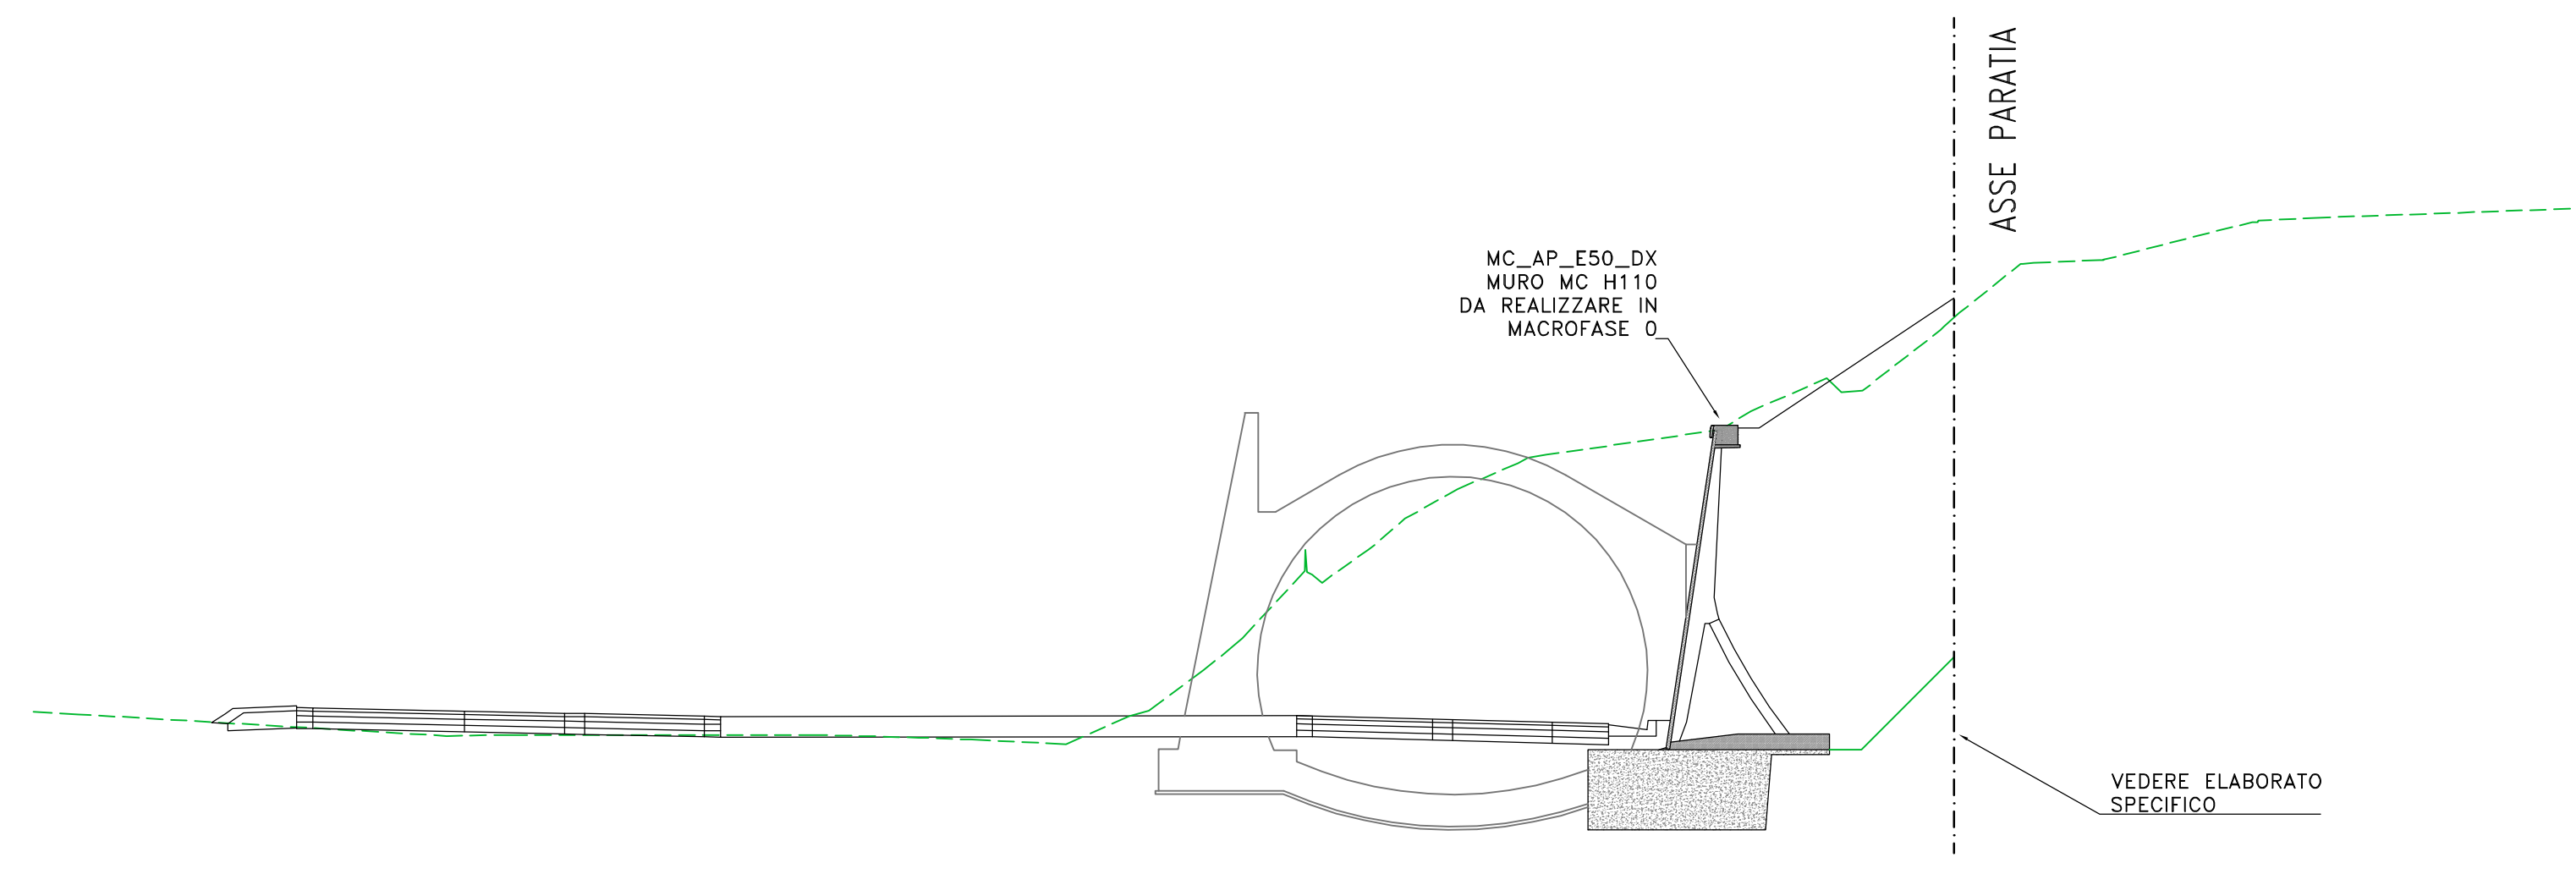 ASSE PARATIA
MC_AP_E50_DX
MURO MC H110
DA REALIZZARE IN
MACROFASE 0
VEDERE ELABORATO
SPECIFICO